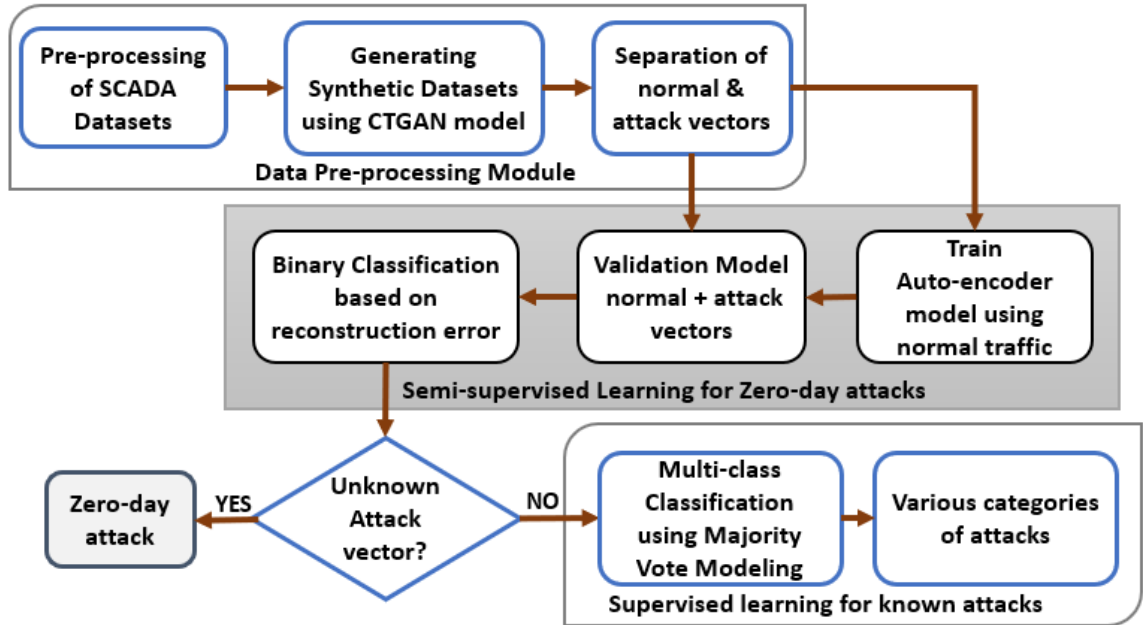 Pre-processing
of SCADA
Datasets
Generating
Synthetic Datasets
using CTGAN model
Separation of
normal &
attack vectors
Data Pre-processing Module
Binary Classification
based on
reconstruction error
Validation Model
normal + attack
vectors
Train
Auto-encoder
model using
normal traffic
Semi-supervised Learning for Zero-day attacks
Zero-day
attack
YES
Unknown
Attack
vector?
NO
Multi-class
Classification
using Majority
Vote Modeling
Various categories
of attacks
Supervised learning for known attacks